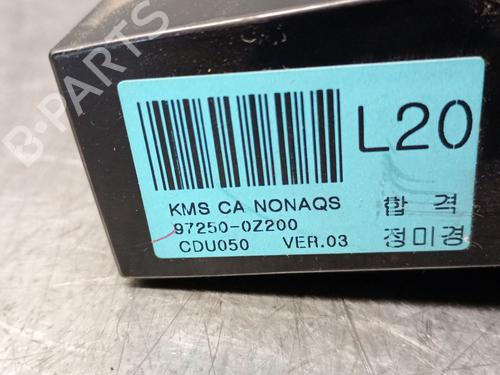 L20
KMS CA NONAQS
97250-0Z200
CDU050 VER.03
합 격
정미경
B-PARTS